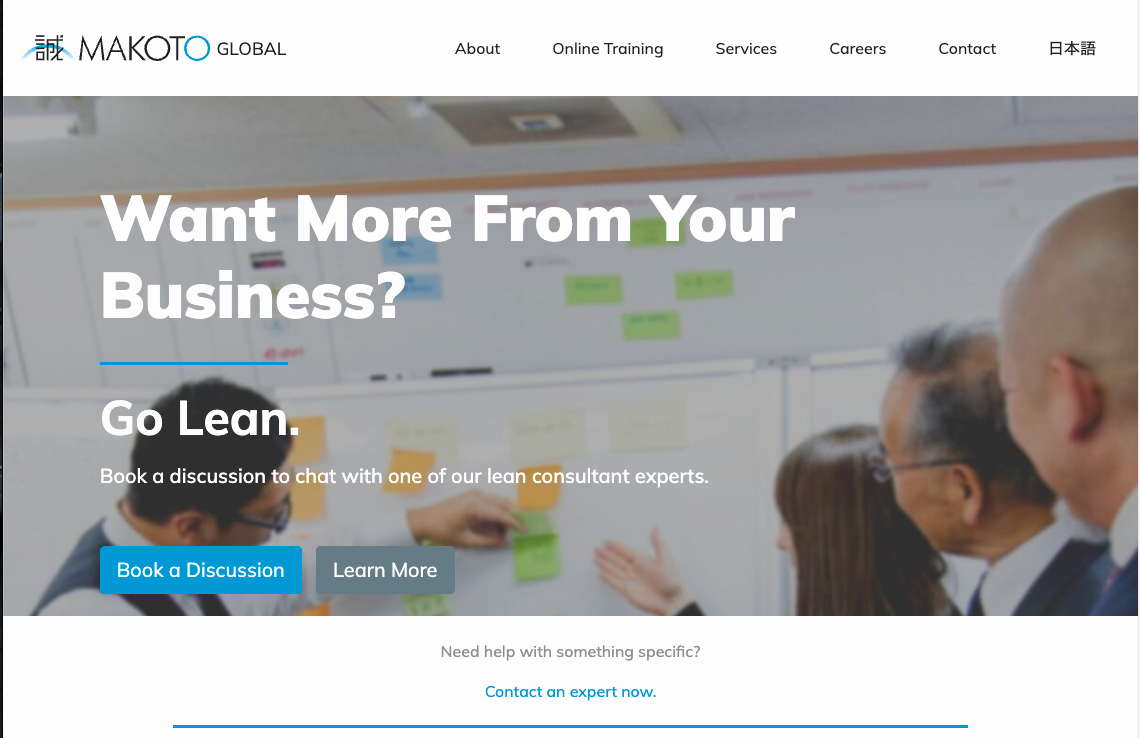 誠 MAKOTO GLOBAL
About Online Training Services Careers Contact 日本語
Want More From Your
Business?
Go Lean.
Book a discussion to chat with one of our lean consultant experts.
Book a Discussion Learn More
Need help with something specific?
Contact an expert now.